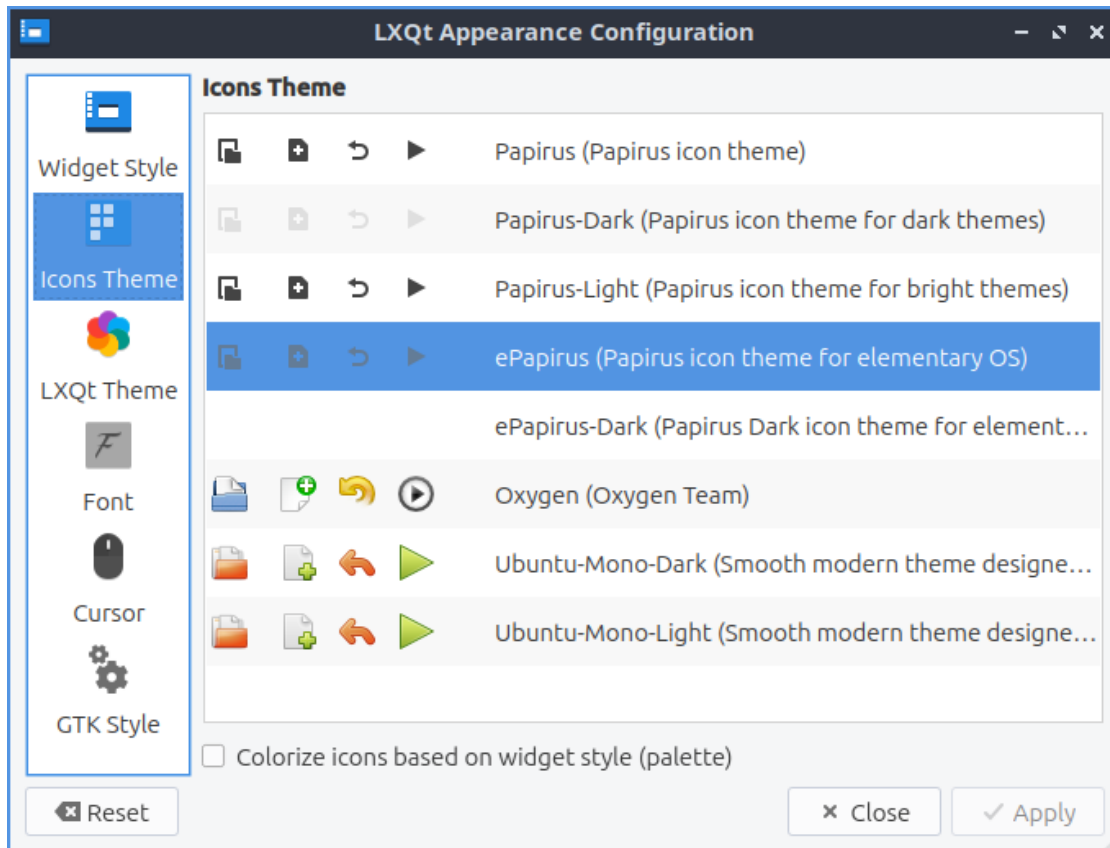 LXQt Appearance Configuration
Widget Style
Icons Theme
LXQt Theme
Font
Cursor
GTK Style
Icons Theme
Papirus (Papirus icon theme)
Papirus-Dark (Papirus icon theme for dark themes)
Papirus-Light (Papirus icon theme for bright themes)
ePapirus (Papirus icon theme for elementary OS)
ePapirus-Dark (Papirus Dark icon theme for element…
Oxygen (Oxygen Team)
Ubuntu-Mono-Dark (Smooth modern theme designe…
Ubuntu-Mono-Light (Smooth modern theme designe…
Colorize icons based on widget style (palette)
Reset
Close
Apply